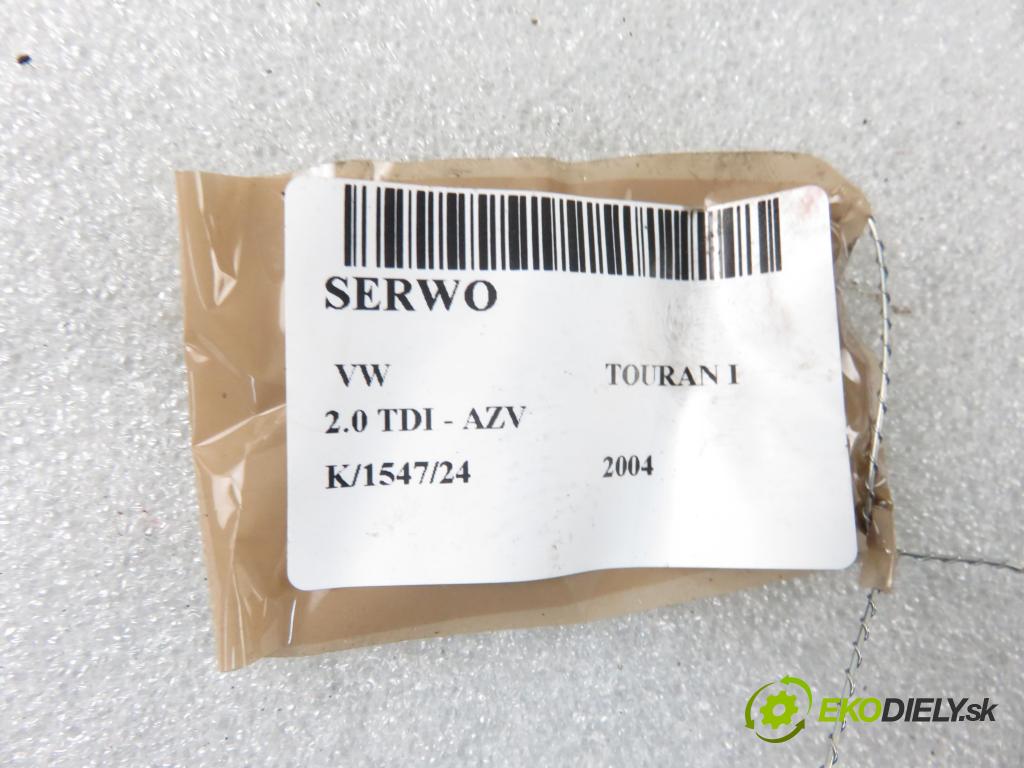 SERWO
VW TOURAN I
2.0 TDI - AZV
K/1547/24 2004
EKODIELY.sk